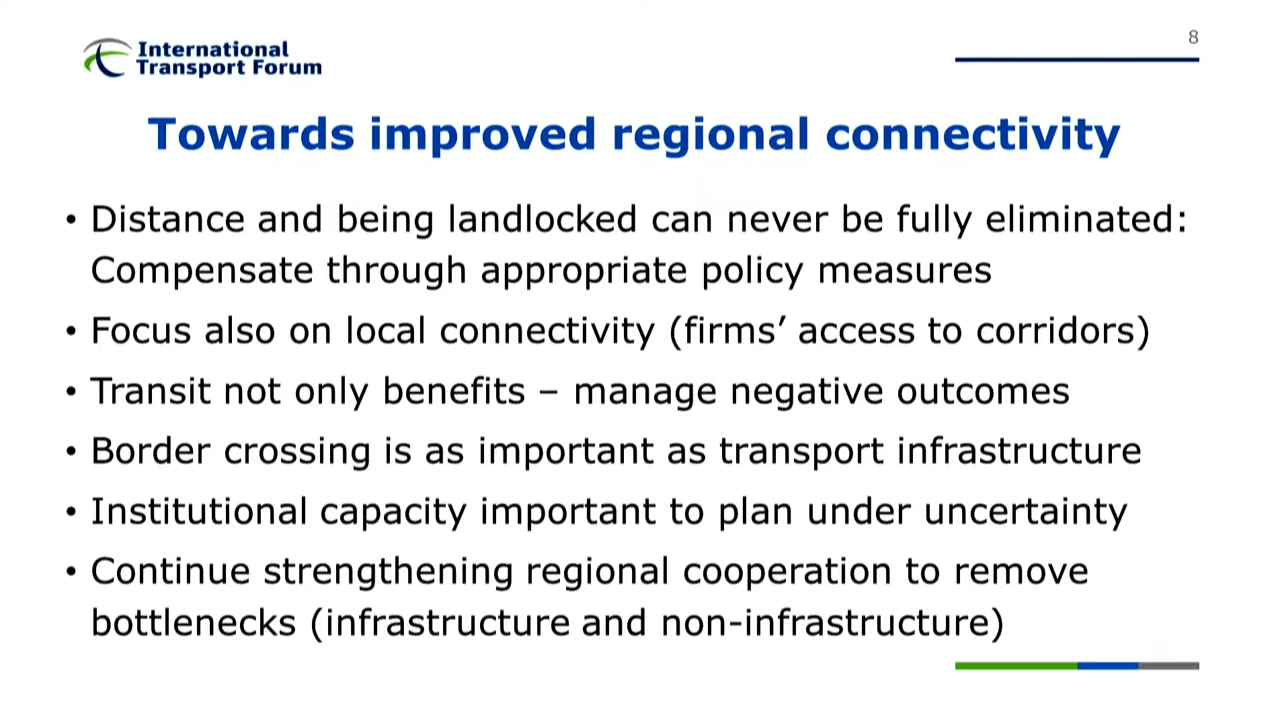 International
Transport Forum
8
Towards improved regional connectivity
• Distance and being landlocked can never be fully eliminated:
Compensate through appropriate policy measures
• Focus also on local connectivity (firms’ access to corridors)
• Transit not only benefits – manage negative outcomes
• Border crossing is as important as transport infrastructure
• Institutional capacity important to plan under uncertainty
• Continue strengthening regional cooperation to remove
bottlenecks (infrastructure and non-infrastructure)